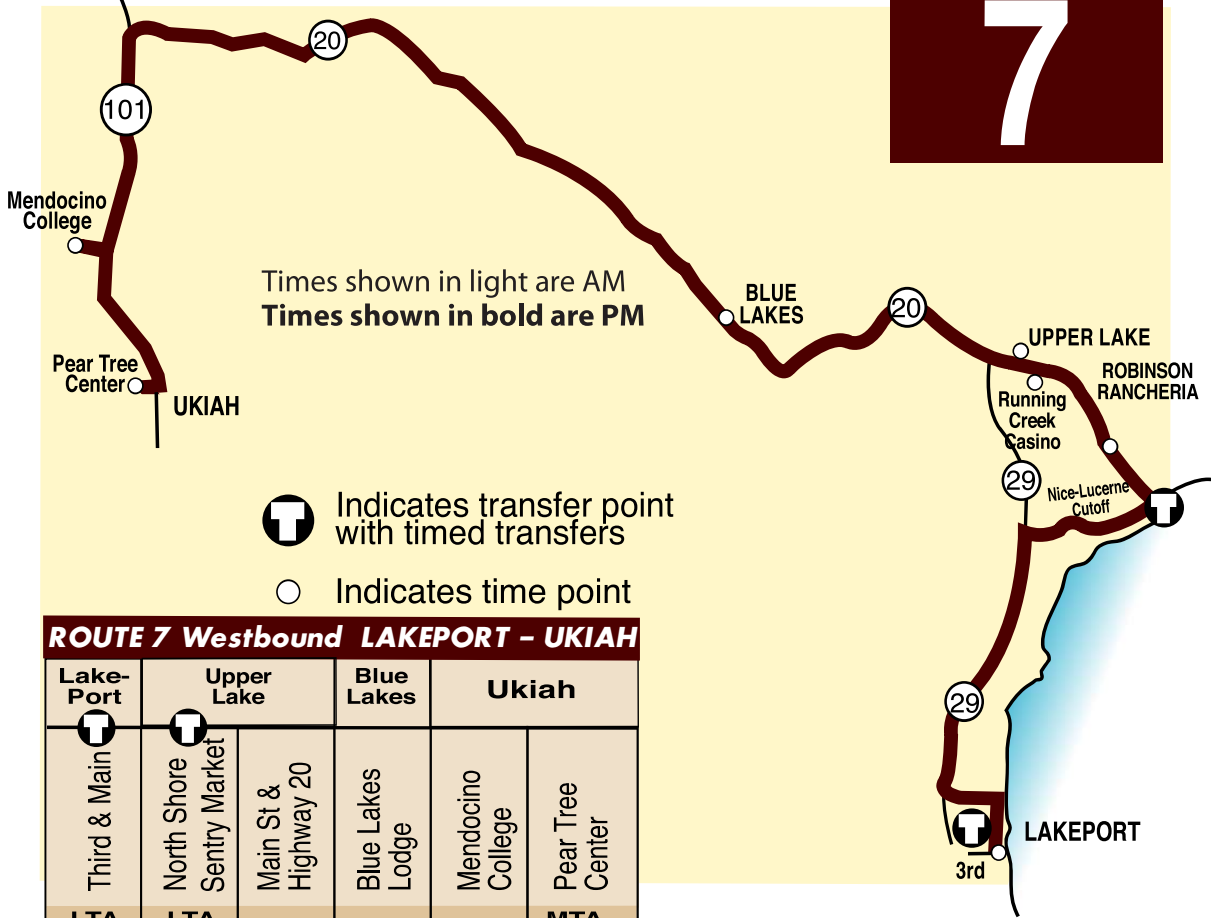 7
20
101
Mendocino
College
Times shown in light are AM
Times shown in bold are PM
BLUE
LAKES
20
UPPER LAKE
ROBINSON
RANCHERIA
Pear Tree
Center
UKIAH
Running
Creek
Casino
29
Nice-Lucerne
Cutoff
T
T Indicates transfer point
with timed transfers
Indicates time point
29
T
LAKEPORT
3rd
ROUTE 7 Westbound LAKEPORT – UKIAH
Lake-
Port
Upper
Lake
Blue
Lakes
Ukiah
T
T
Third & Main
North Shore
Sentry Market
Main St &
Highway 20
Blue Lakes
Lodge
Mendocino
College
Pear Tree
Center
LTA
LTA
MTA